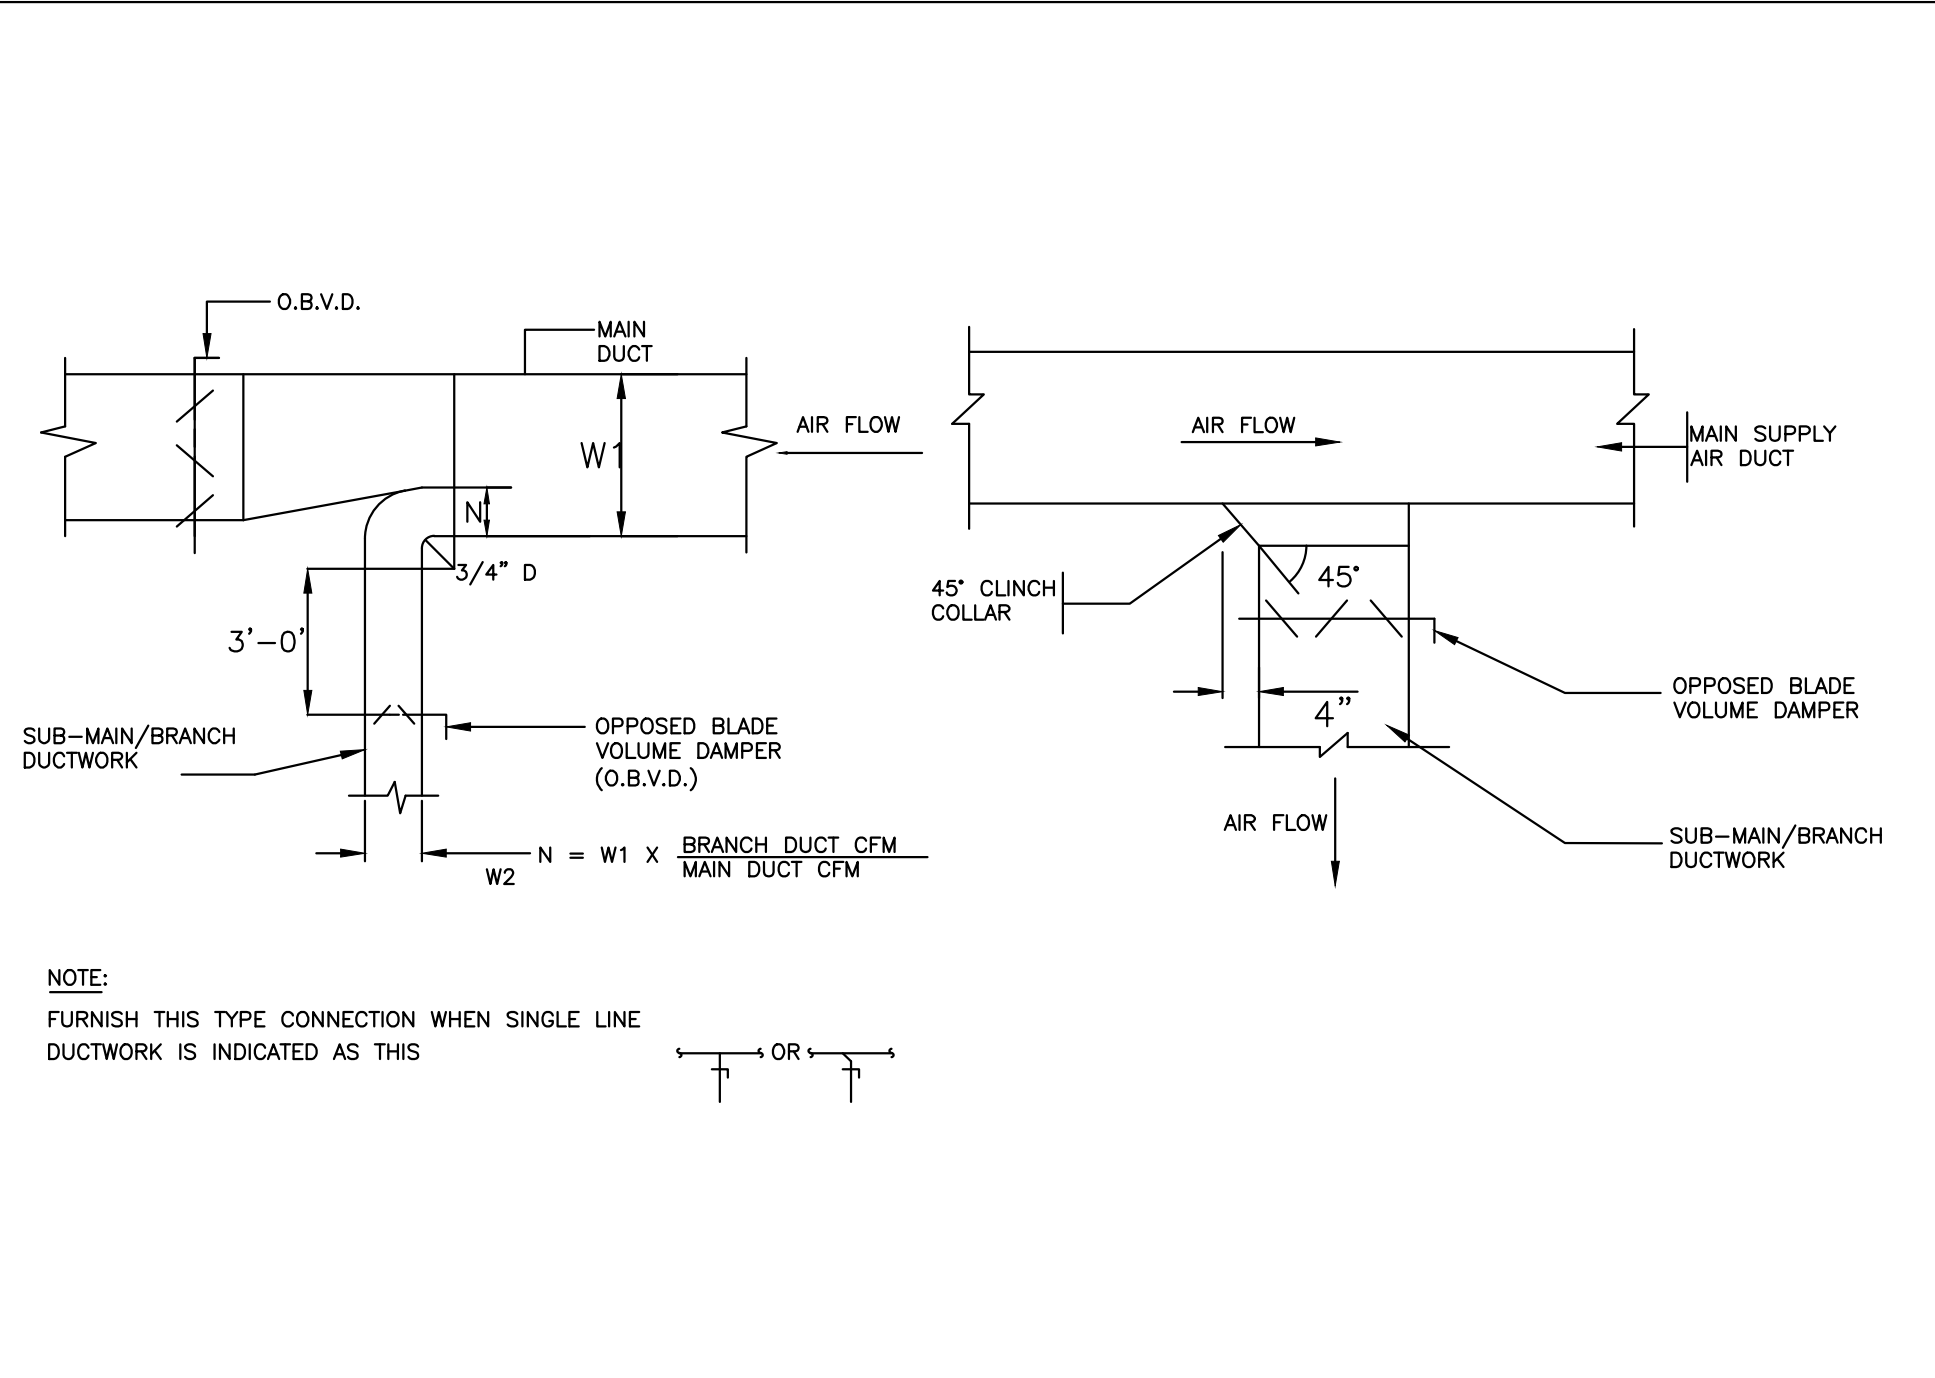 O.B.V.D.
MAIN
DUCT
W1
AIR FLOW
N
3/4" D
3'-0'
SUB-MAIN/BRANCH
DUCTWORK
OPPOSED BLADE
VOLUME DAMPER
(O.B.V.D.)
W2
N = W1 X BRANCH DUCT CFM
MAIN DUCT CFM
AIR FLOW
MAIN SUPPLY
AIR DUCT
45° CLINCH
COLLAR
45°
4"
OPPOSED BLADE
VOLUME DAMPER
AIR FLOW
SUB-MAIN/BRANCH
DUCTWORK
NOTE:
FURNISH THIS TYPE CONNECTION WHEN SINGLE LINE
DUCTWORK IS INDICATED AS THIS
OR